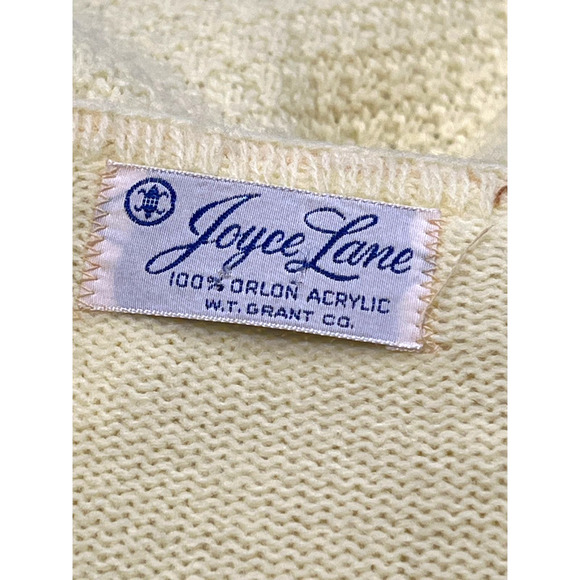 Joyce Lane
100% ORLON ACRYLIC
W.T. GRANT CO.